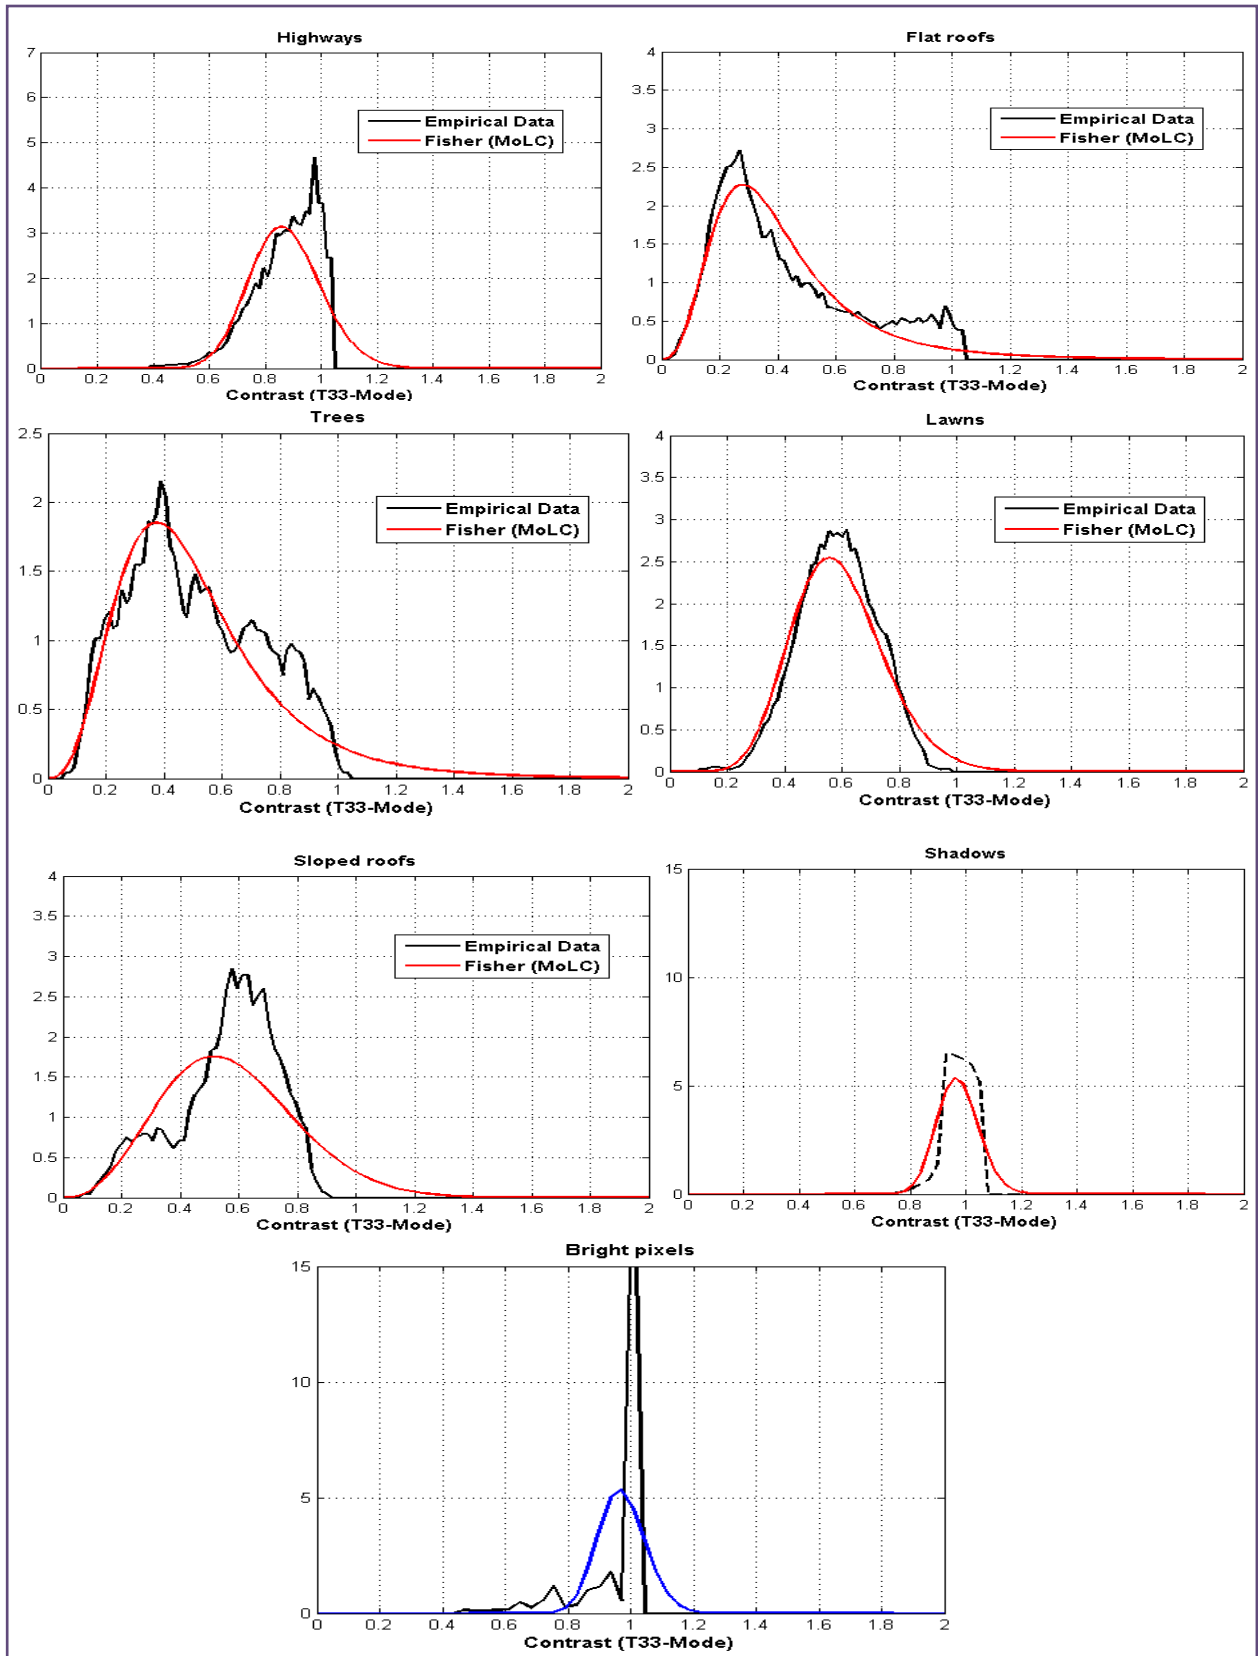 Highways
7
6
5
4
3
2
1
0
Empirical Data
Fisher (MoLC)
0 0.2 0.4 0.6 0.8 1 1.2 1.4 1.6 1.8 2
Contrast (T33-Mode)
Flat roofs
4
3.5
3
2.5
2
1.5
1
0.5
0
Empirical Data
Fisher (MoLC)
0 0.2 0.4 0.6 0.8 1 1.2 1.4 1.6 1.8 2
Contrast (T33-Mode)
Trees
2.5
2
1.5
1
0.5
0
Empirical Data
Fisher (MoLC)
0 0.2 0.4 0.6 0.8 1 1.2 1.4 1.6 1.8 2
Contrast (T33-Mode)
Lawns
4
3.5
3
2.5
2
1.5
1
0.5
0
Empirical Data
Fisher (MoLC)
0 0.2 0.4 0.6 0.8 1 1.2 1.4 1.6 1.8 2
Contrast (T33-Mode)
Sloped roofs
4
3.5
3
2.5
2
1.5
1
0.5
0
Empirical Data
Fisher (MoLC)
0 0.2 0.4 0.6 0.8 1 1.2 1.4 1.6 1.8 2
Contrast (T33-Mode)
Shadows
15
10
5
0
0 0.2 0.4 0.6 0.8 1 1.2 1.4 1.6 1.8 2
Contrast (T33-Mode)
Bright pixels
15
10
5
0
0 0.2 0.4 0.6 0.8 1 1.2 1.4 1.6 1.8 2
Contrast (T33-Mode)